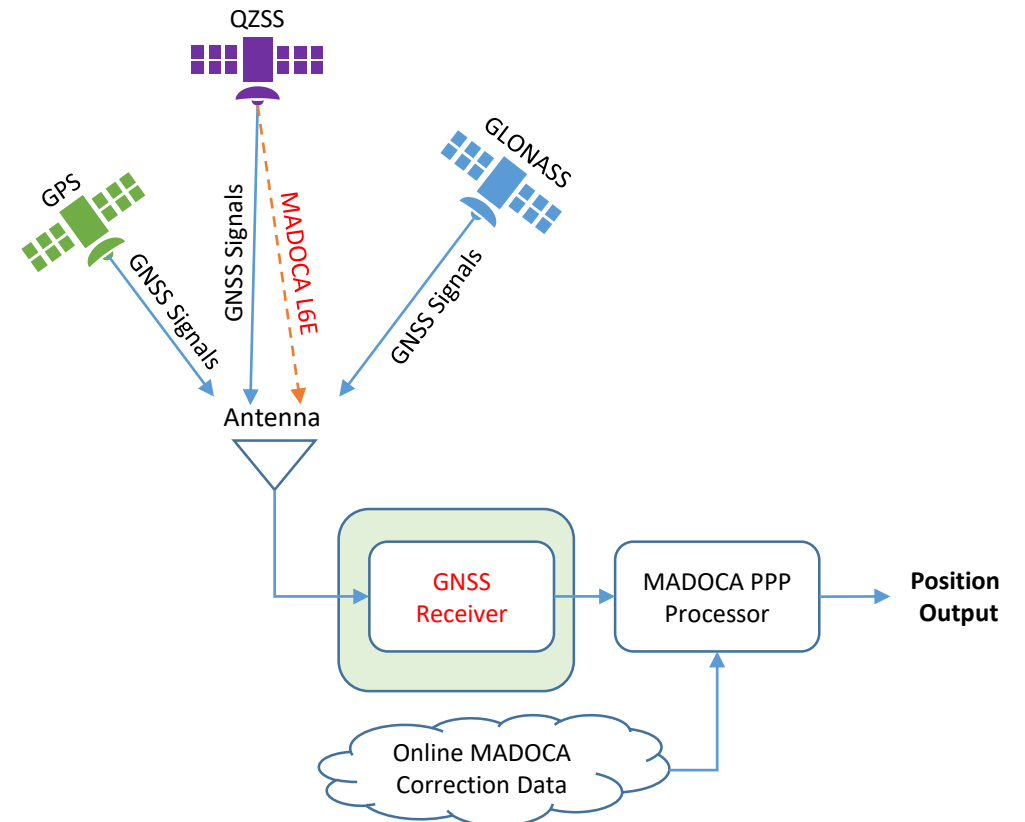 QZSS
GLONASS
GPS
GNSS Signals
GNSS Signals
MADOCA L6E
GNSS Signals
Antenna
GNSS
Receiver
MADOCA PPP
Processor
Position
Output
Online MADOCA
Correction Data